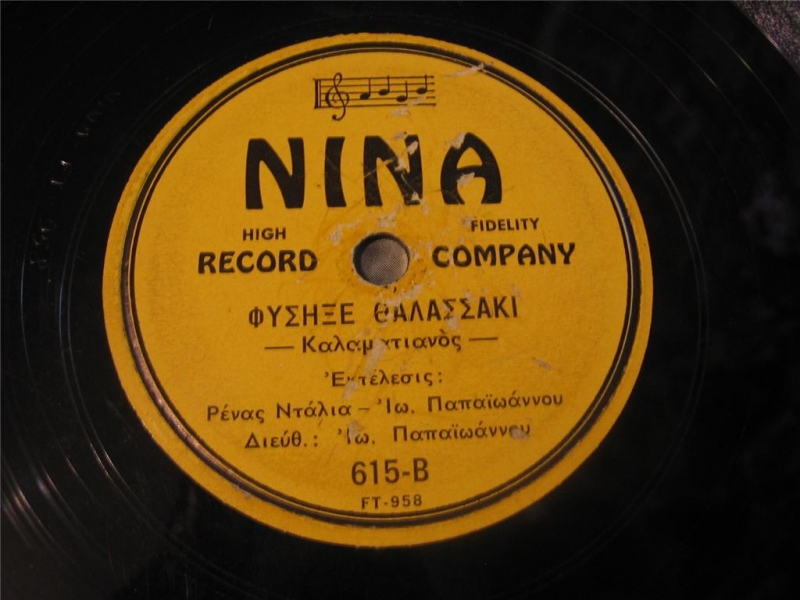 NINA
HIGH FIDELITY
RECORD COMPANY
ΦΥΣΗΞΕ ΘΑΛΑΣΣΑΚΙ
— Καλαματιανὸς —
Ἐκτέλεσις:
Ρένας Ντάλια – Ἰω. Παπαϊωάννου
Διεύθ.: Ἰω. Παπαϊωάννου
615-B
FT-958